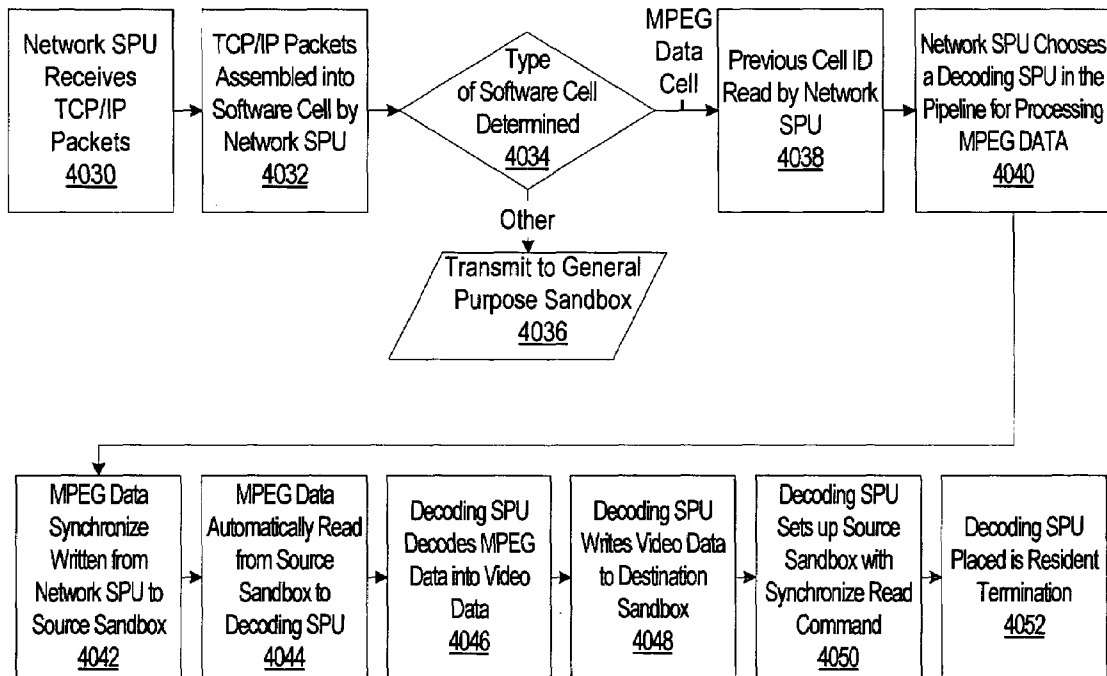 Network SPU
Receives
TCP/IP
Packets
4030
TCP/IP Packets
Assembled into
Software Cell by
Network SPU
4032
Type
of Software Cell
Determined
4034
MPEG
Data
Cell
Other
Transmit to General
Purpose Sandbox
4036
Previous Cell ID
Read by Network
SPU
4038
Network SPU Chooses
a Decoding SPU in the
Pipeline for Processing
MPEG DATA
4040
MPEG Data
Synchronize
Written from
Network SPU to
Source Sandbox
4042
MPEG Data
Automatically Read
from Source
Sandbox to
Decoding SPU
4044
Decoding SPU
Decodes MPEG
Data into Video
Data
4046
Decoding SPU
Writes Video Data
to Destination
Sandbox
4048
Decoding SPU
Sets up Source
Sandbox with
Synchronize Read
Command
4050
Decoding SPU
Placed is Resident
Termination
4052